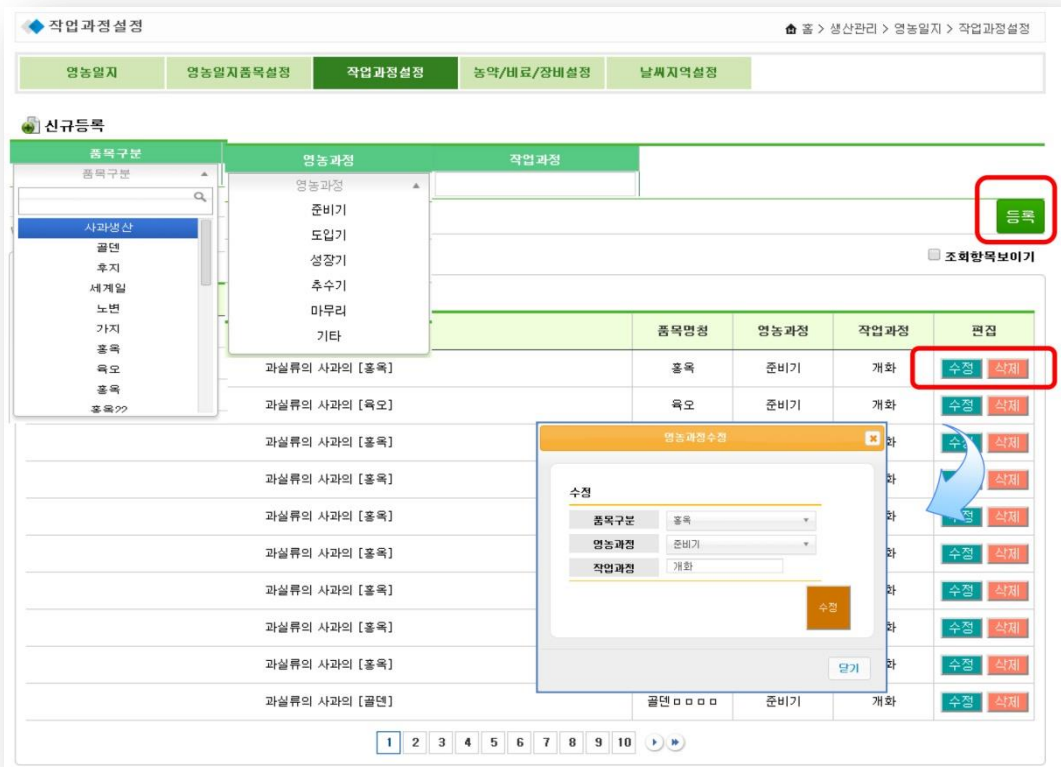 작업과정설정
홈 > 생산관리 > 영농일지 > 작업과정설정
영농일지 영농일지품목설정 작업과정설정 농약/비료/장비설정 날씨지역설정
신규등록
품목구분 영농과정 작업과정
품목구분
사과생산
골덴
후지
세계일
노변
가지
홍옥
육오
홍옥
홍옥??
영농과정
준비기
도입기
성장기
추수기
마무리
기타
등록
조회항목보이기
품목명칭 영농과정 작업과정 편집
과실류의 사과의 [홍옥] 홍옥 준비기 개화 수정 삭제
과실류의 사과의 [육오] 육오 준비기 개화 수정 삭제
과실류의 사과의 [홍옥] 화 수정 삭제
과실류의 사과의 [홍옥] 화 삭제
과실류의 사과의 [홍옥] 화 수정 삭제
과실류의 사과의 [홍옥] 화 수정 삭제
과실류의 사과의 [홍옥] 화 수정 삭제
과실류의 사과의 [홍옥] 화 수정 삭제
과실류의 사과의 [홍옥] 화 수정 삭제
과실류의 사과의 [골덴] 골덴ㅁㅁㅁㅁ 준비기 개화 수정 삭제
영농과정수정
수정
품목구분 홍옥
영농과정 준비기
작업과정 개화
수정
닫기
1 2 3 4 5 6 7 8 9 10